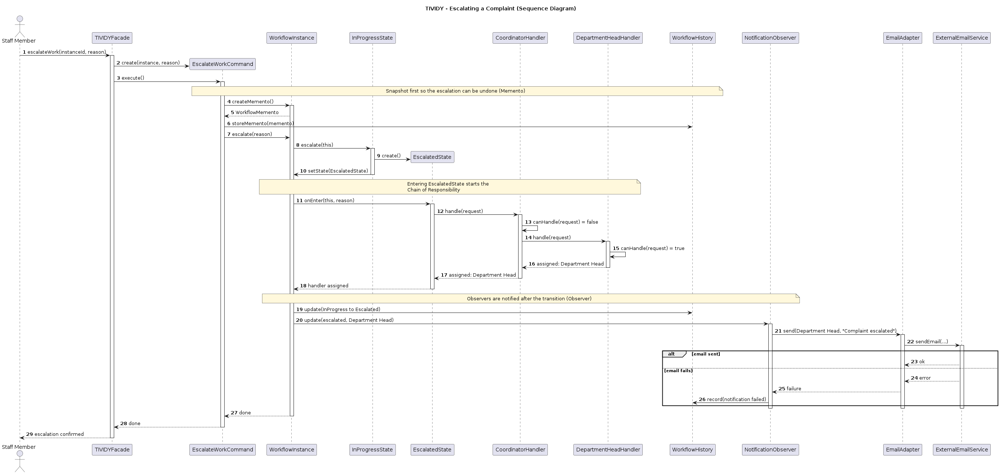 TIVIDY - Escalating a Complaint (Sequence Diagram)
Staff Member
TIVIDYFacade
WorkflowInstance
InProgressState
CoordinatorHandler
DepartmentHeadHandler
WorkflowHistory
NotificationObserver
EmailAdapter
ExternalEmailService
1 escalateWork(instanceId, reason)
2 create(instance, reason)
EscalateWorkCommand
3 execute()
Snapshot first so the escalation can be undone (Memento)
4 createMemento()
5 WorkflowMemento
6 storeMemento(memento)
7 escalate(reason)
8 escalate(this)
9 create()
EscalatedState
10 setState(EscalatedState)
Entering EscalatedState starts the
Chain of Responsibility
11 onEnter(this, reason)
12 handle(request)
13 canHandle(request) = false
14 handle(request)
15 canHandle(request) = true
16 assigned: Department Head
17 assigned: Department Head
18 handler assigned
Observers are notified after the transition (Observer)
19 update(InProgress to Escalated)
20 update(escalated, Department Head)
21 send(Department Head, "Complaint escalated")
22 sendEmail(...)
alt [email sent]
23 ok
[email fails]
24 error
25 failure
26 record(notification failed)
27 done
28 done
29 escalation confirmed
Staff Member
TIVIDYFacade
EscalateWorkCommand
WorkflowInstance
InProgressState
EscalatedState
CoordinatorHandler
DepartmentHeadHandler
WorkflowHistory
NotificationObserver
EmailAdapter
ExternalEmailService